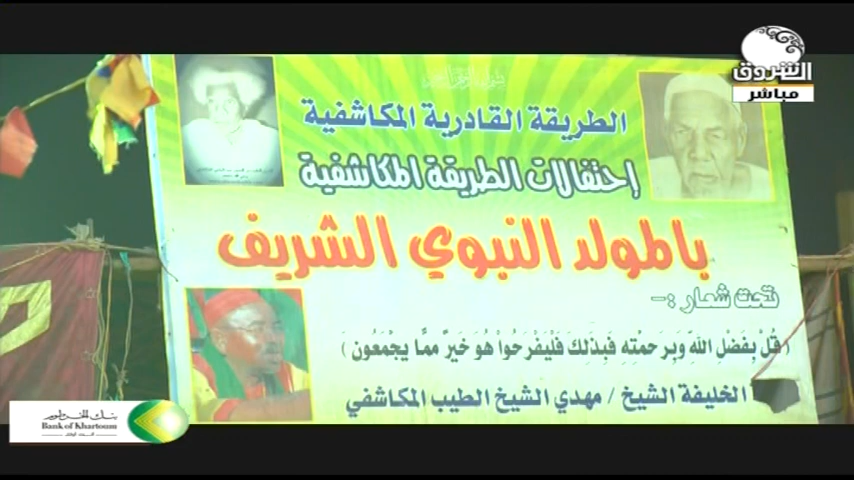 الشروق
مباشر
الطريقة القادرية المكاشفية
إحتفالات الطريقة المكاشفية
بالمولد النبوي الشريف
تحت شعار :-
( قُلْ بِفَضْلِ اللَّهِ وَبِرَحْمَتِهِ فَبِذَلِكَ فَلْيَفْرَحُواْ هُوَ خَيْرٌ مِمَّا يَجْمَعُونَ )
الخليفة الشيخ / مهدي الشيخ الطيب المكاشفي
بنك الخرطوم
Bank of Khartoum